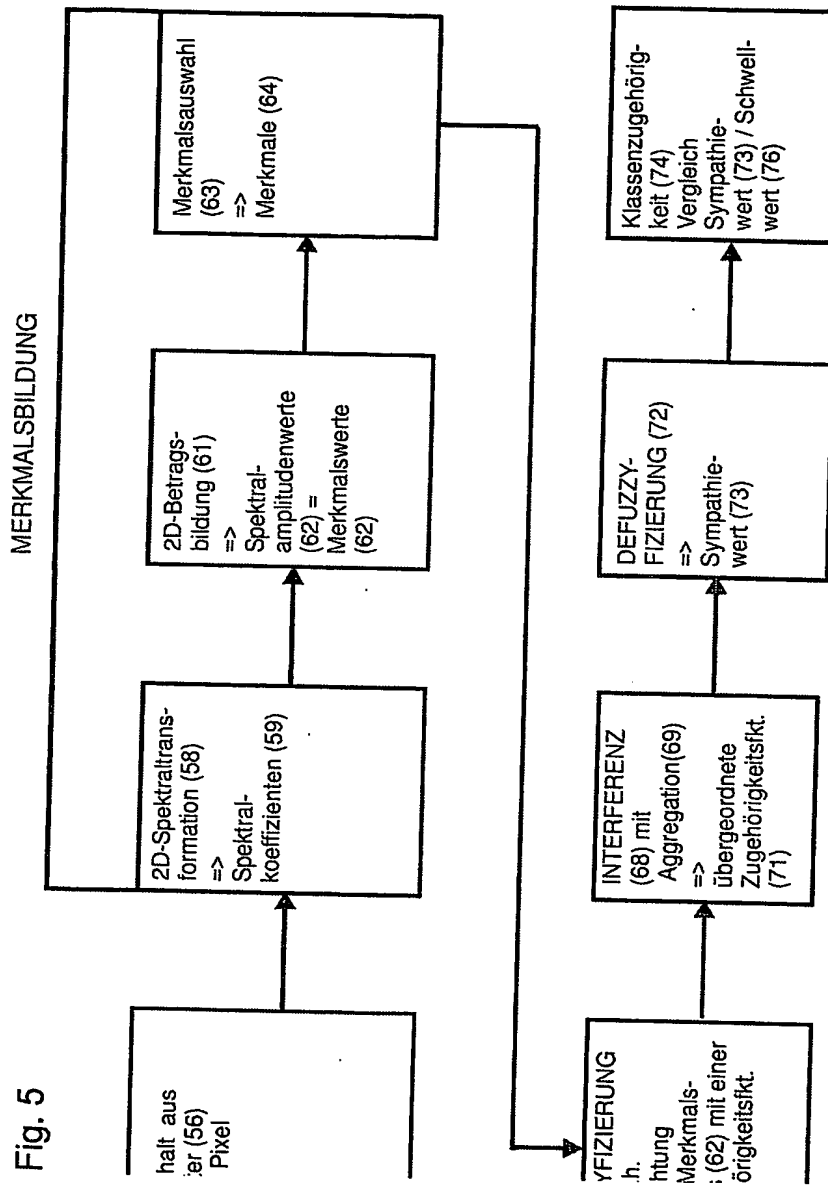 Fig. 5
MERKMALSBILDUNG
halt aus
(56)
Pixel
2D-Spektraltrans-
formation (58)
=>
Spektral-
koeffizienten (59)
2D-Betrags-
bildung (61)
=>
Spektral-
amplitudenwerte
(62) =
Merkmalswerte
(62)
Merkmalsauswahl
(63)
=>
Merkmale (64)
YFIZIERUNG
.h.
htung
Merkmals-
s (62) mit einer
örigkeitsfkt.
INTERFERENZ
(68) mit
Aggregation(69)
=>
übergeordnete
Zugehörigkeitsfkt.
(71)
DEFUZZY-
FIZIERUNG (72)
=>
Sympathie-
wert (73)
Klassenzugehörig-
keit (74)
Vergleich
Sympathie-
wert (73) / Schwell-
wert (76)